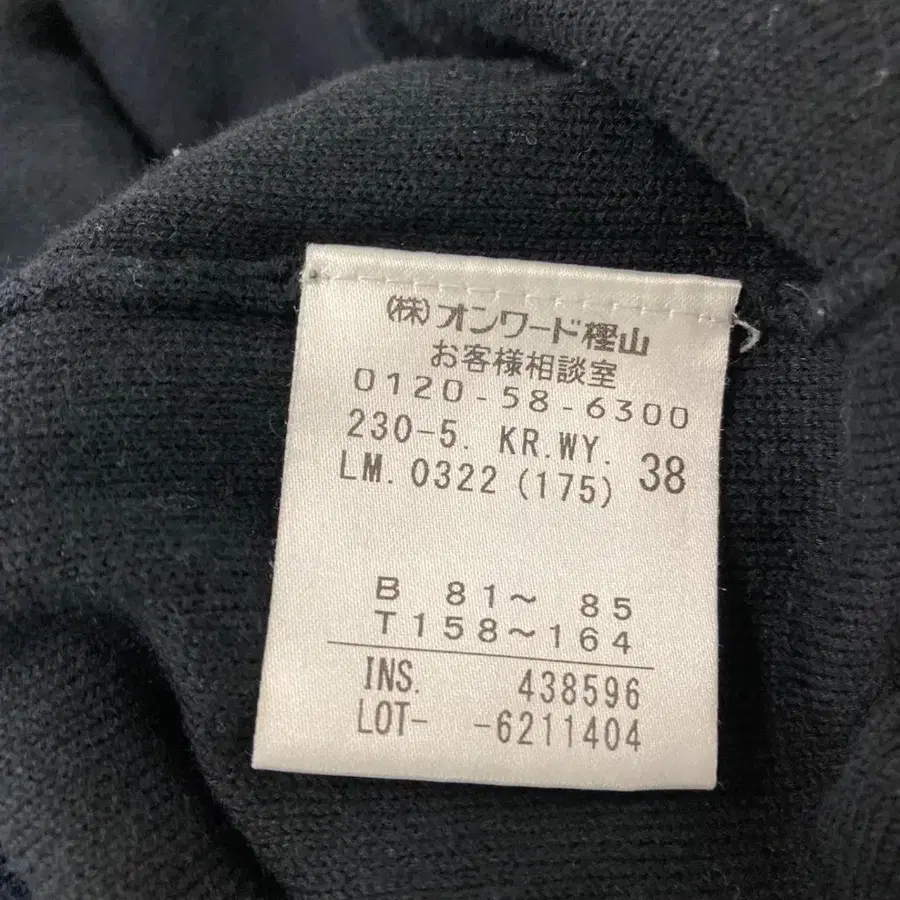 (株)オンワード樫山
お客様相談室
0120-58-6300
230-5. KR.WY. 38
LM. 0322 (175)
B 81~ 85
T158~164
INS. 438596
LOT- -6211404